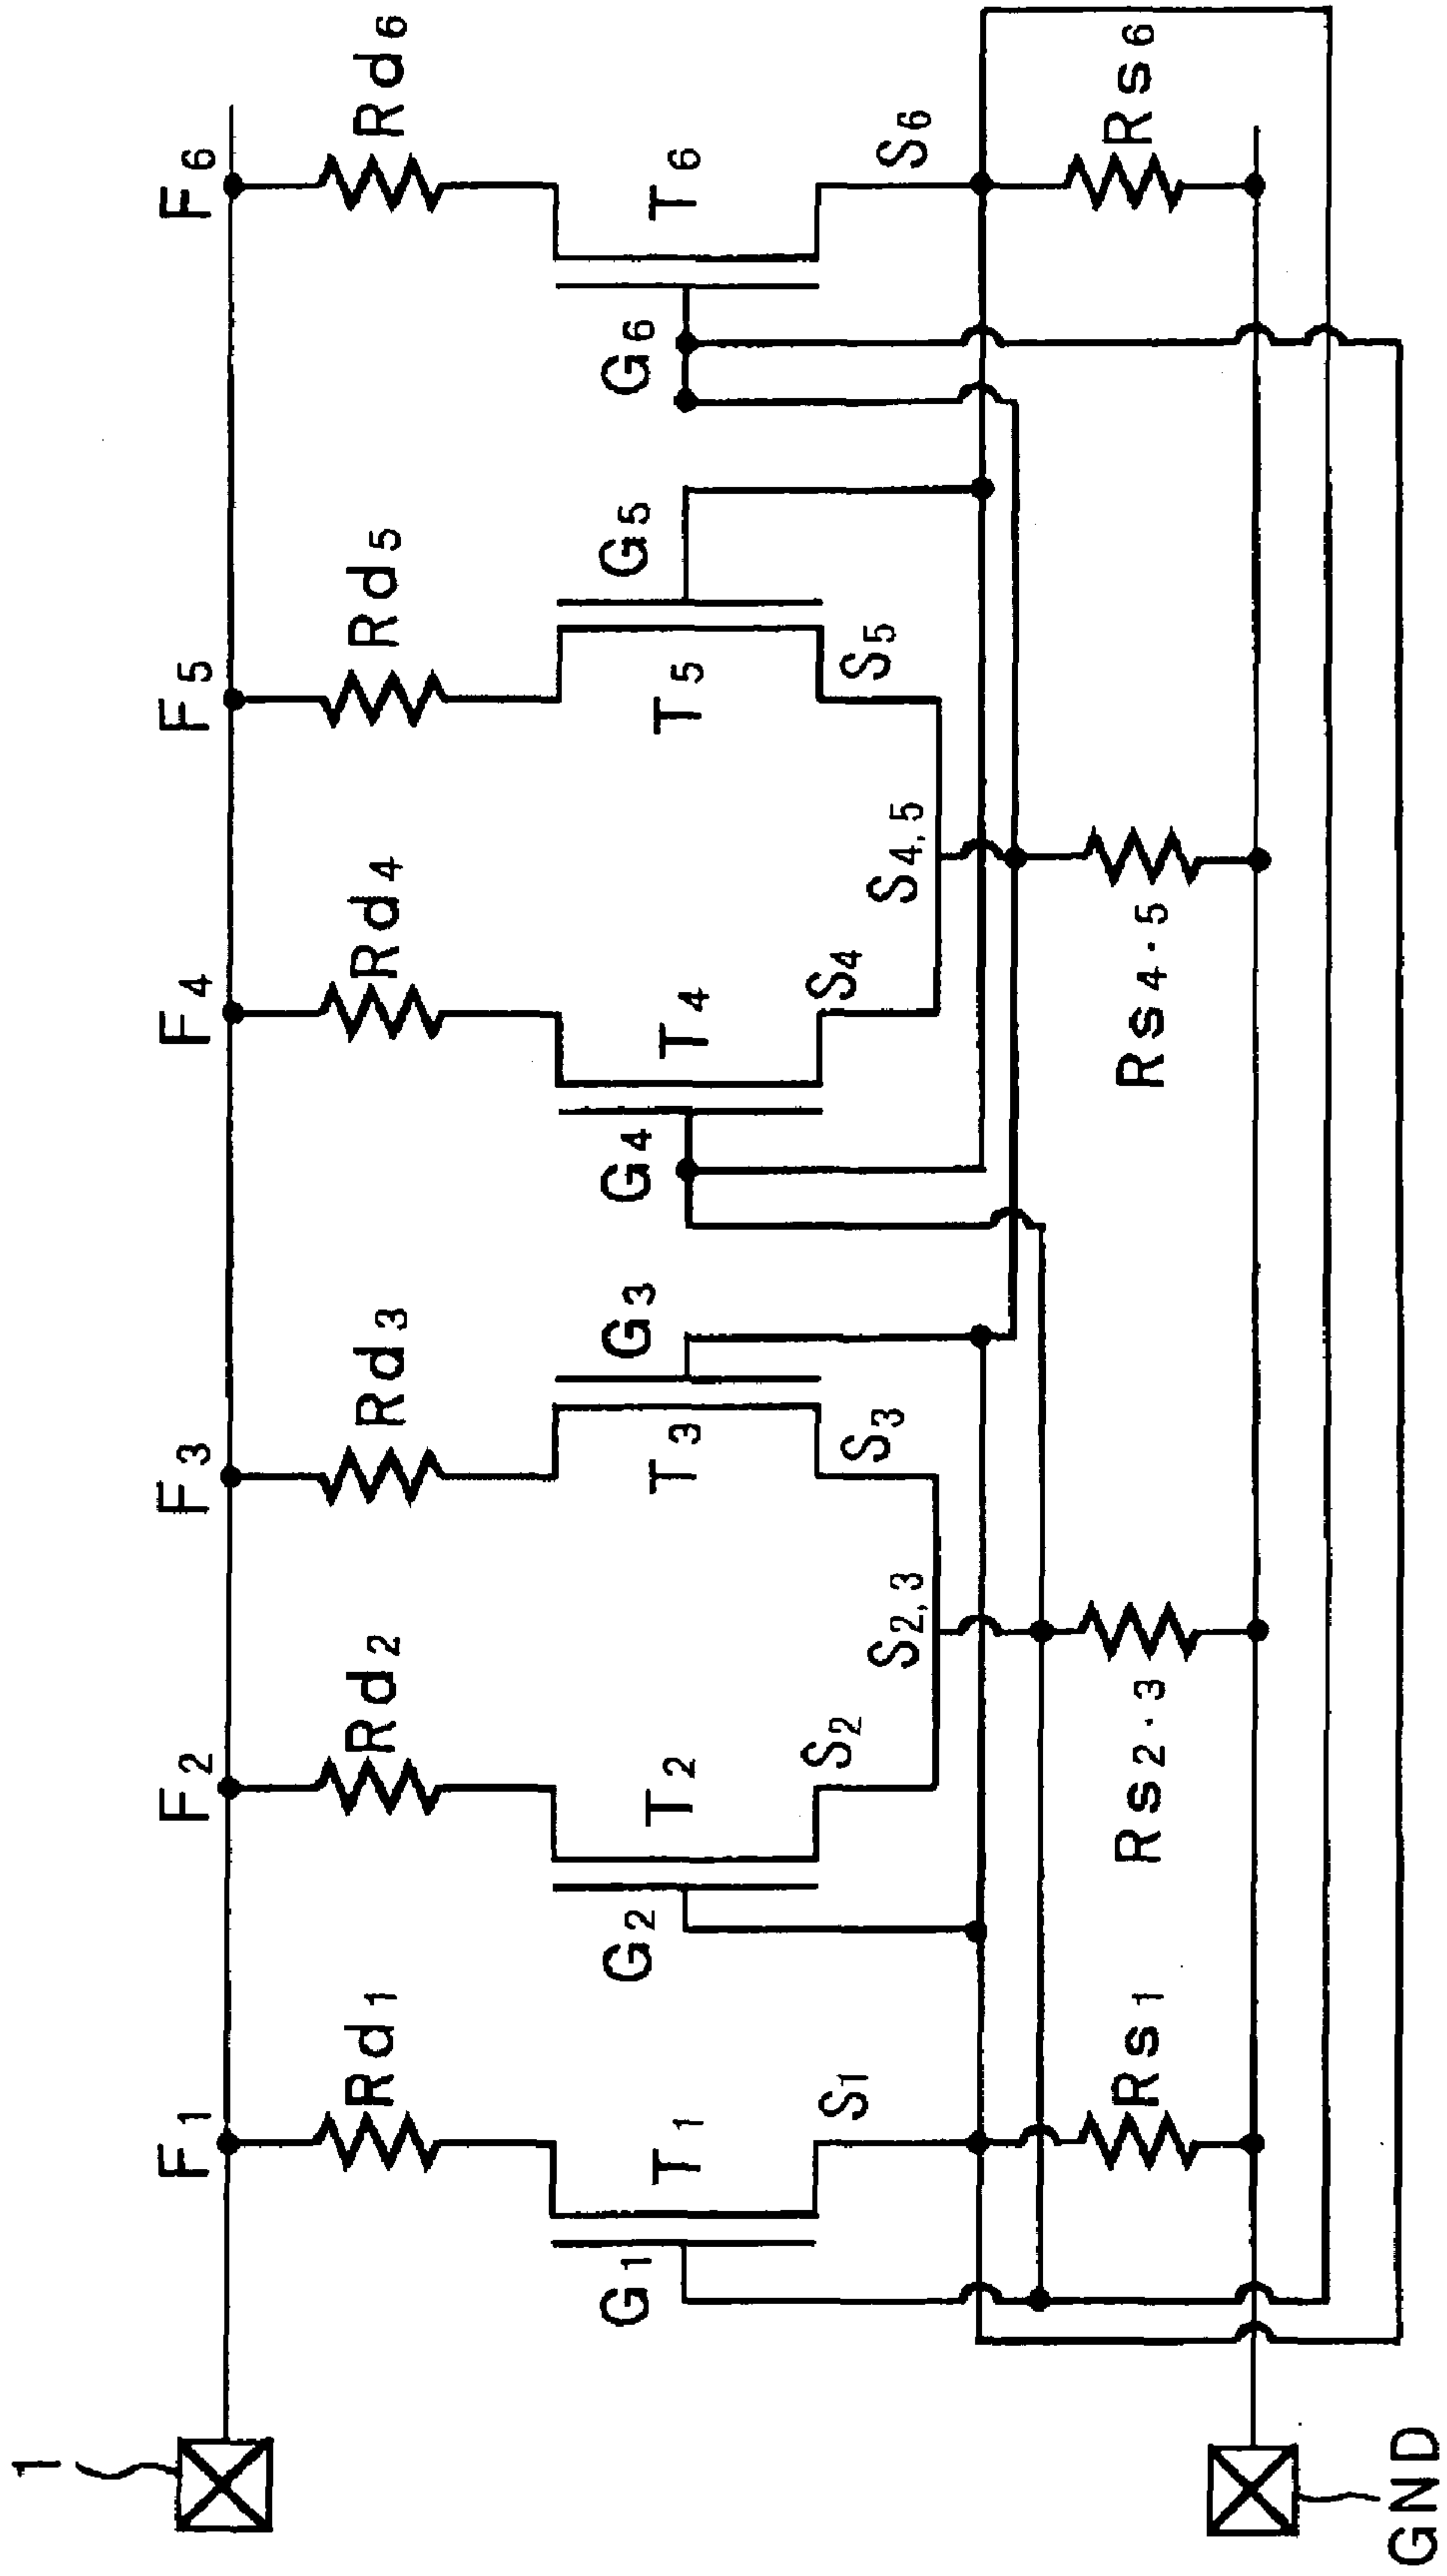 1
F1 F2 F3 F4 F5 F6
Rd1 Rd2 Rd3 Rd4 Rd5 Rd6
G1 T1 G2 T2 T3 G3 G4 T4 T5 G5 G6 T6
S1 S2 S3 S4 S5 S6
S2,3 S4,5
Rs1 Rs2·3 Rs4·5 Rs6
GND